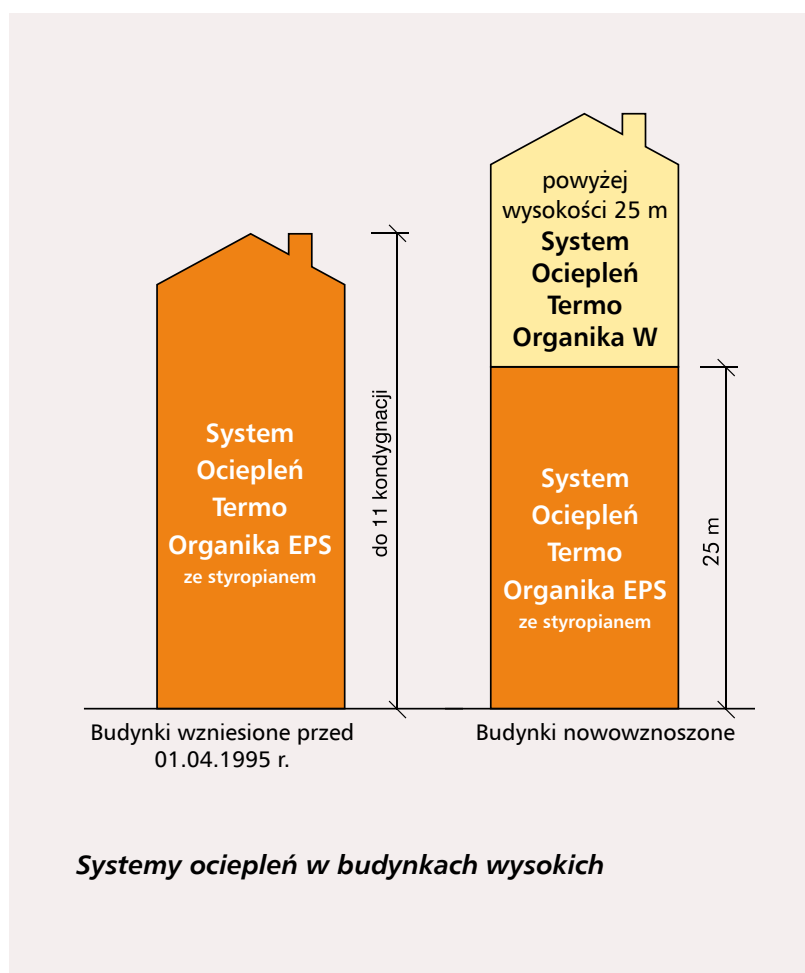 powyżej
wysokości 25 m
System
Ociepleń
Termo
Organika W
do 11 kondygnacji
System
Ociepleń
Termo
Organika EPS
ze styropianem
System
Ociepleń
Termo
Organika EPS
ze styropianem
25 m
Budynki wzniesione przed
01.04.1995 r.
Budynki nowowznoszone
Systemy ociepleń w budynkach wysokich